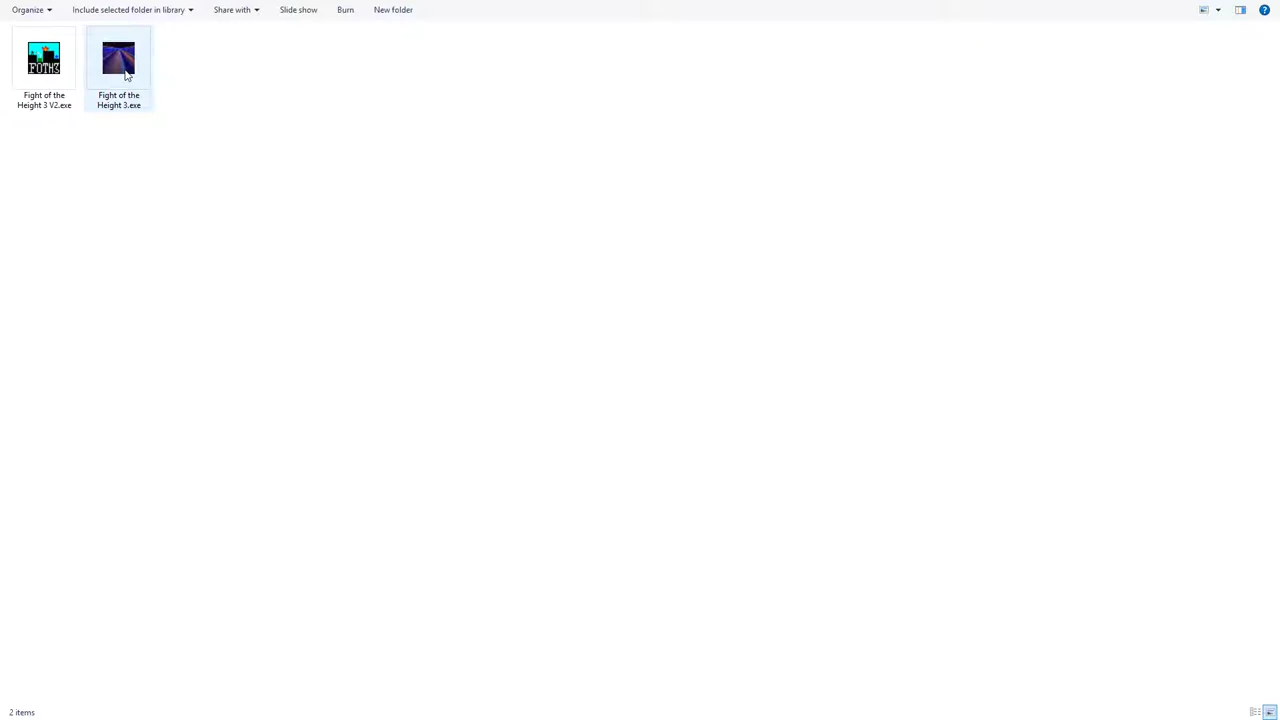 Organize
Include selected folder in library
Share with
Slide show
Burn
New folder
FOTH3
Fight of the
Height 3 V2.exe
Fight of the
Height 3.exe
2 items